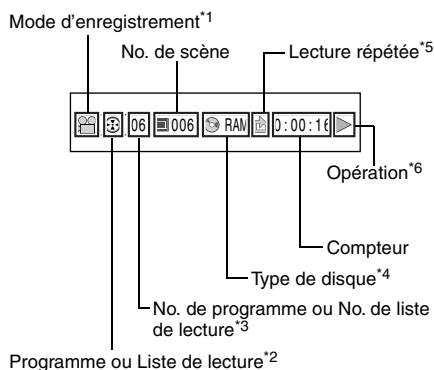 Mode d'enregistrement*1
No. de scène
Lecture répétée*5
06 006 RAM 0:00:16
Opération*6
Compteur
Type de disque*4
No. de programme ou No. de liste
de lecture*3
Programme ou Liste de lecture*2